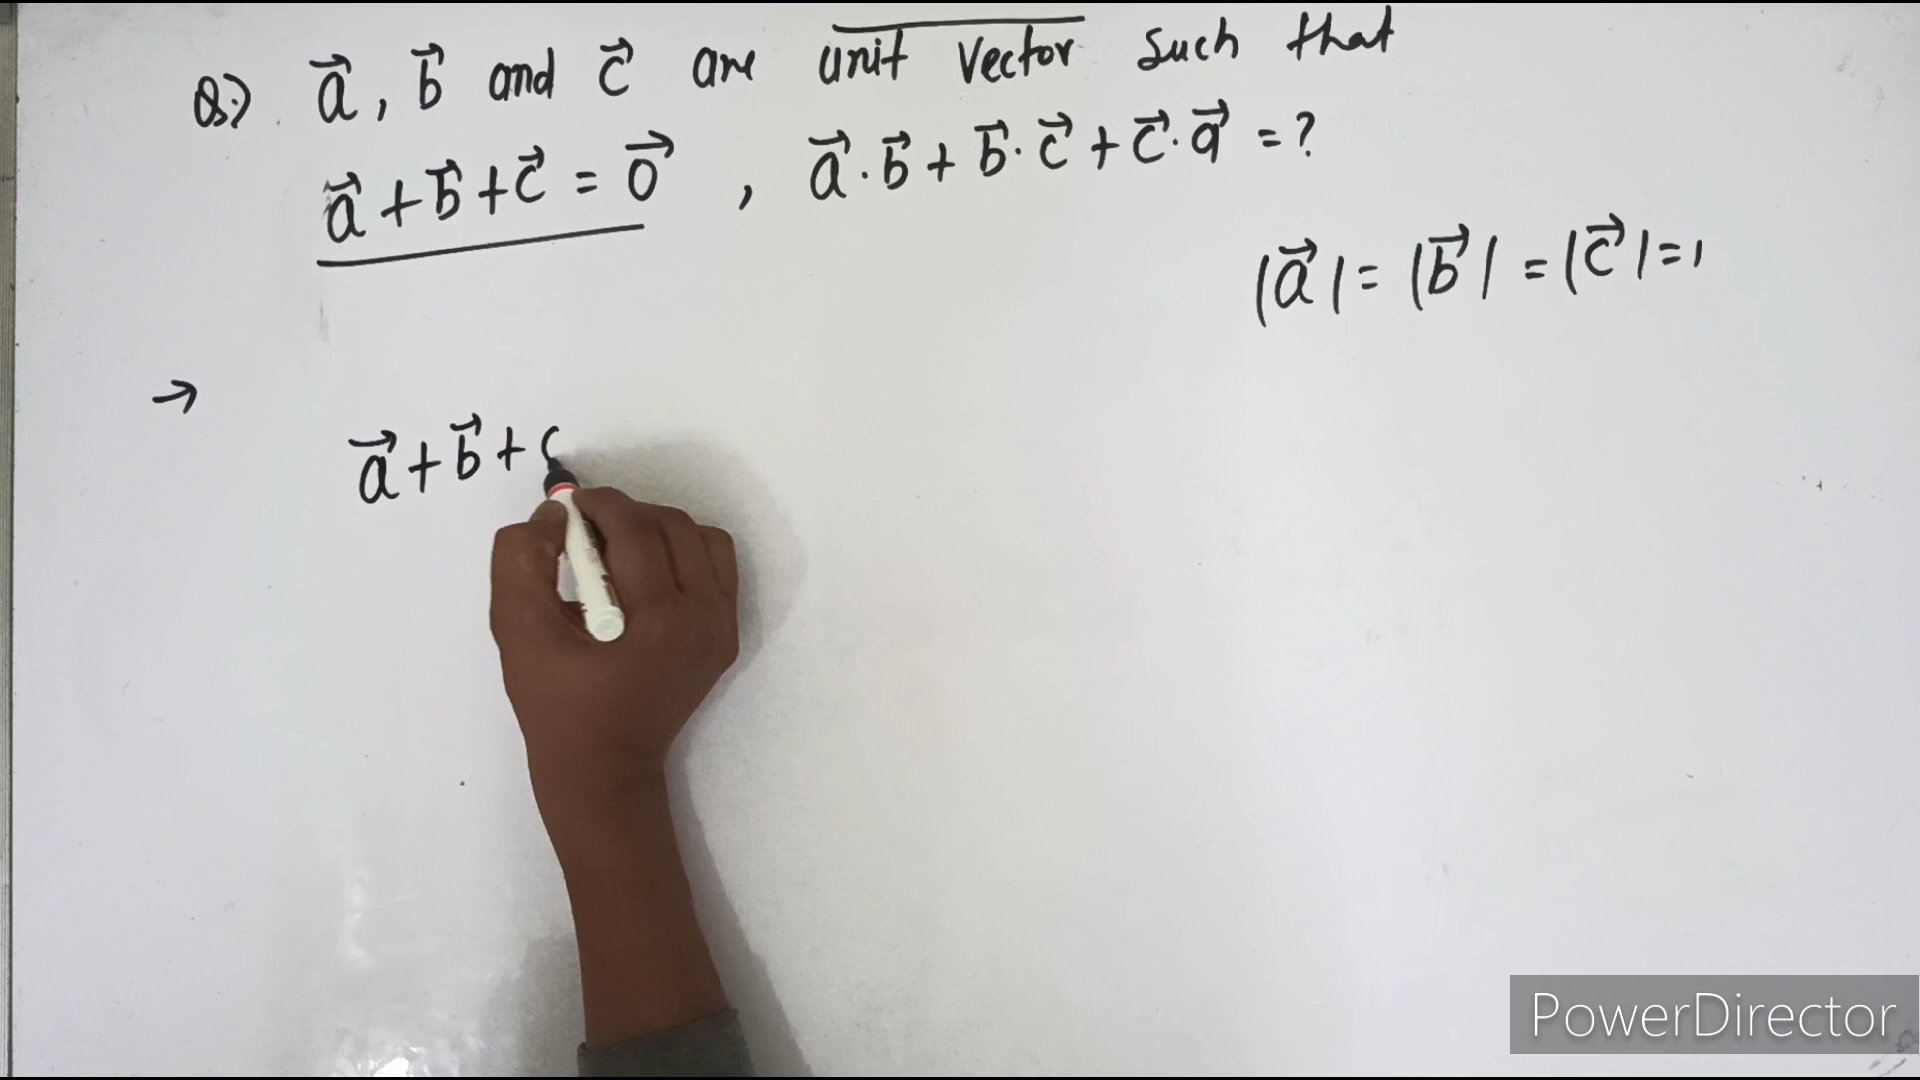 Q.) a⃗, b⃗ and c⃗ are unit vector such that
a⃗ + b⃗ + c⃗ = 0⃗ , a⃗ · b⃗ + b⃗ · c⃗ + c⃗ · a⃗ = ?
|a⃗| = |b⃗| = |c⃗| = 1
→
a⃗ + b⃗ + c
PowerDirector